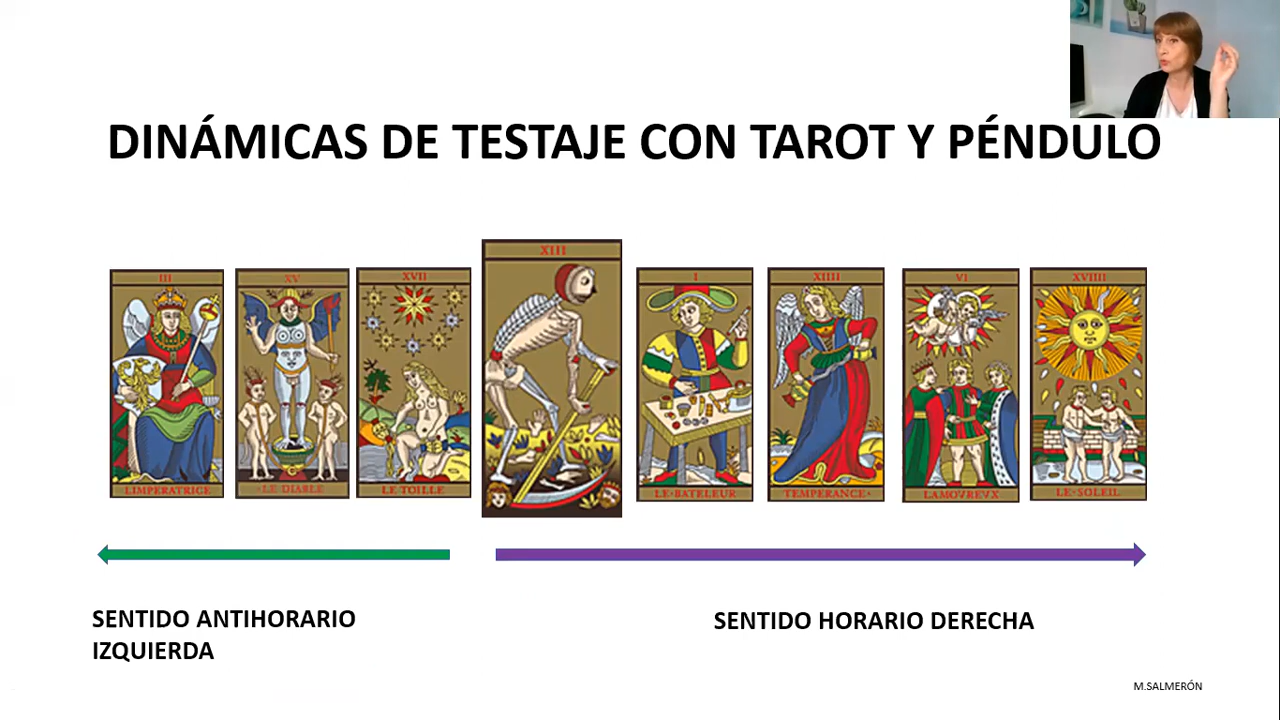 DINÁMICAS DE TESTAJE CON TAROT Y PÉNDULO
III
XV
XVII
XIII
I
XIIII
VI
XVIIII
LIMPERATRICE
·LE DIABLE
LE TOILLE
LE·BATELEUR
TEMPERANCE·
LAMOVREVX
LE·SOLEIL
SENTIDO ANTIHORARIO
IZQUIERDA
SENTIDO HORARIO DERECHA
M.SALMERÓN